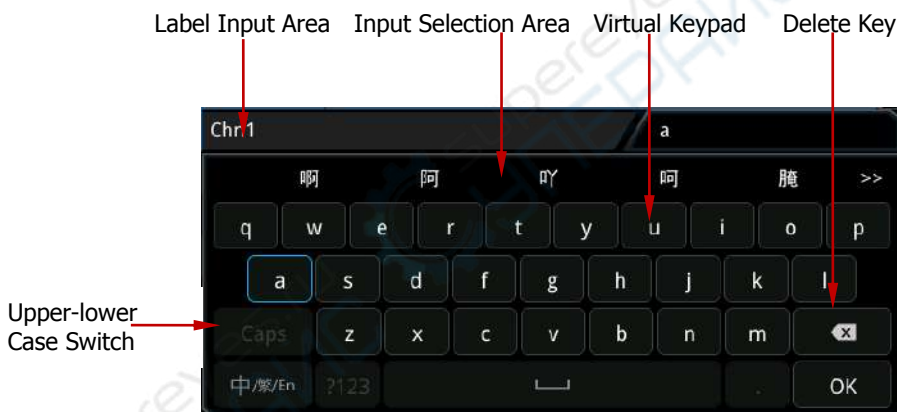 Label Input Area Input Selection Area Virtual Keypad Delete Key
Chn1 a
啊 阿 吖 呵 腌 >>
q w e r t y u i o p
a s d f g h j k l
Upper-lower
Case Switch
Caps z x c v b n m
中/繁/En ?123 . OK